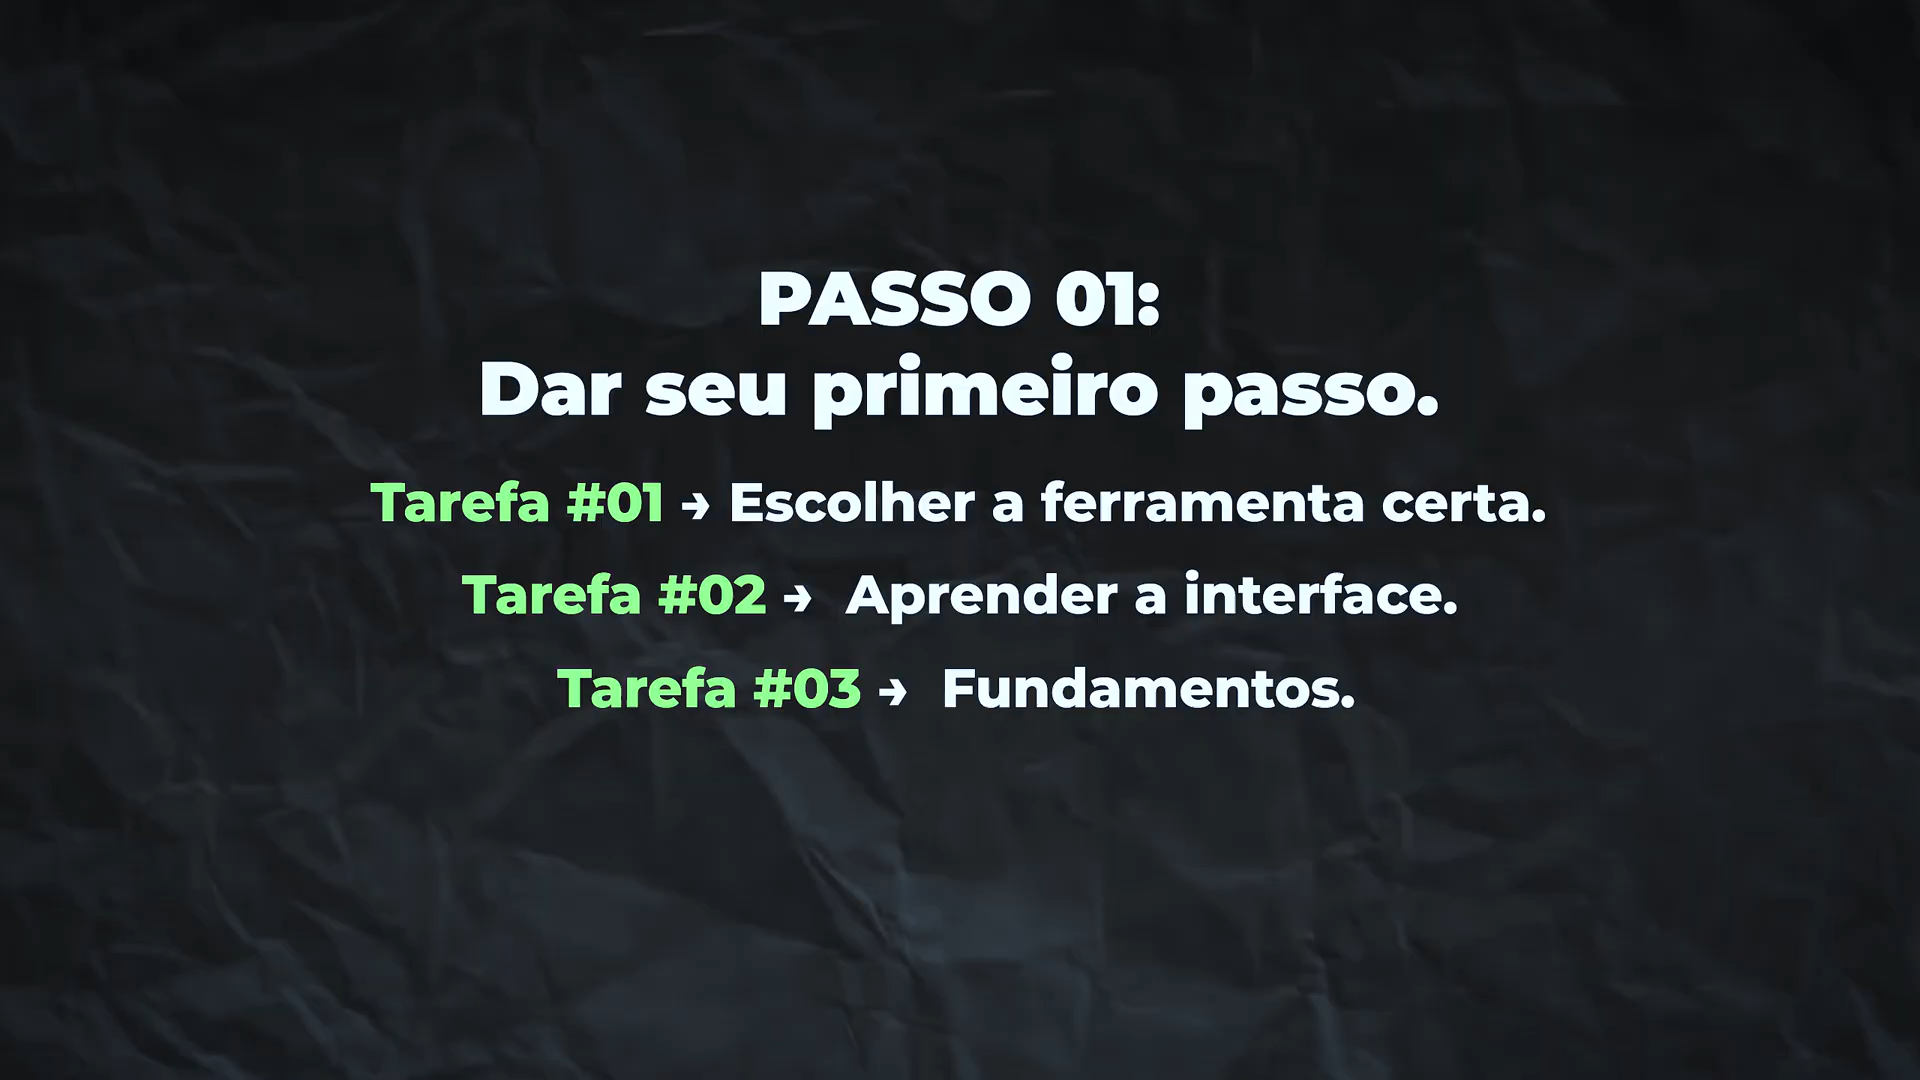 PASSO 01:
Dar seu primeiro passo.
Tarefa #01 → Escolher a ferramenta certa.
Tarefa #02 → Aprender a interface.
Tarefa #03 → Fundamentos.